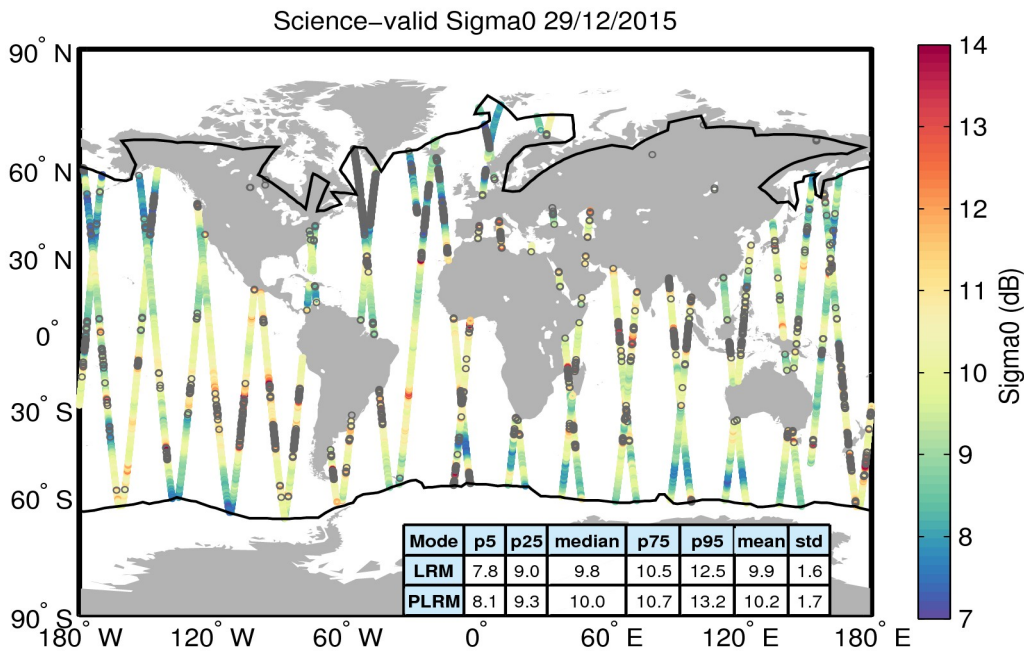 Science−valid Sigma0 29/12/2015
90° N
60° N
30° N
0°
30° S
60° S
90° S
180° W
120° W
60° W
0°
60° E
120° E
180° E
14
13
12
11
10
9
8
7
Sigma0 (dB)
Mode p5 p25 median p75 p95 mean std
LRM 7.8 9.0 9.8 10.5 12.5 9.9 1.6
PLRM 8.1 9.3 10.0 10.7 13.2 10.2 1.7